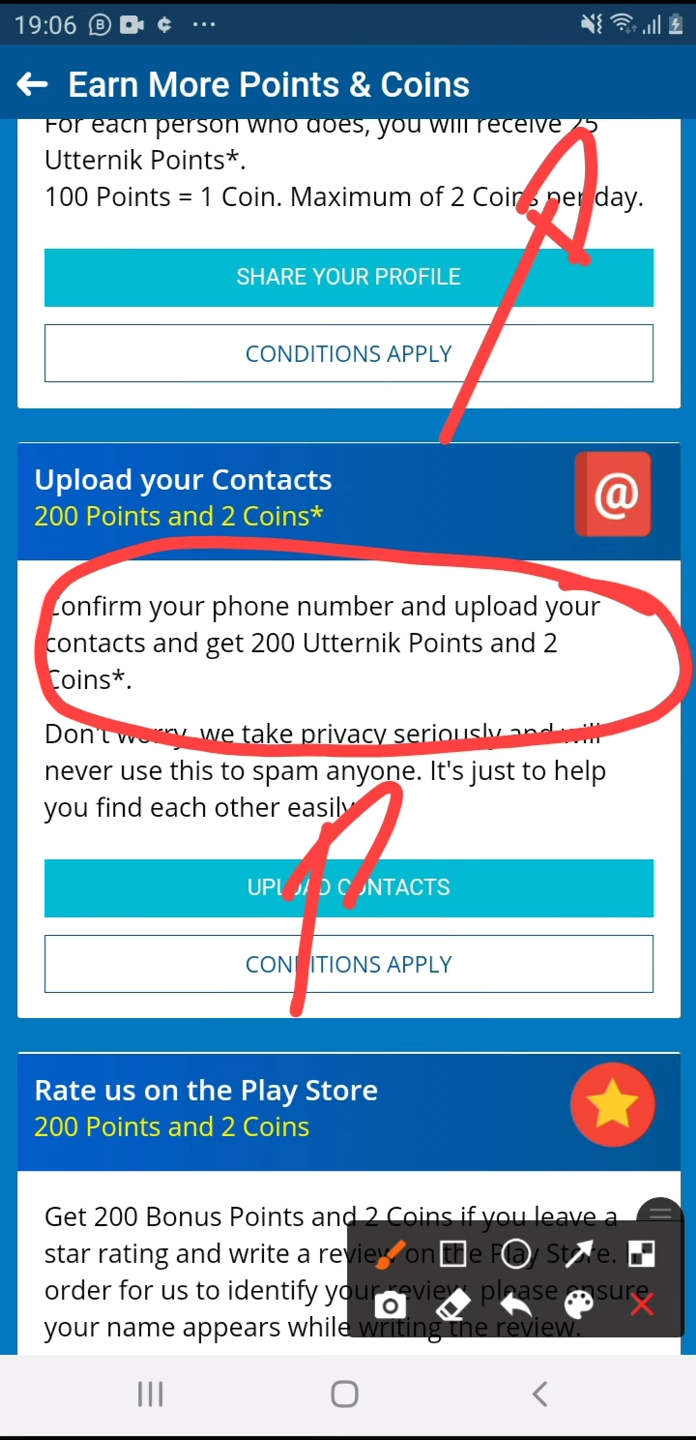 19:06
Earn More Points & Coins
For each person who does, you will receive 25
Utternik Points*.
100 Points = 1 Coin. Maximum of 2 Coins per day.
SHARE YOUR PROFILE
CONDITIONS APPLY
Upload your Contacts
200 Points and 2 Coins*
@
Confirm your phone number and upload your
contacts and get 200 Utternik Points and 2
Coins*.
Don't worry, we take privacy seriously and will
never use this to spam anyone. It's just to help
you find each other easily
UPLOAD CONTACTS
CONDITIONS APPLY
Rate us on the Play Store
200 Points and 2 Coins
Get 200 Bonus Points and 2 Coins if you leave a
star rating and write a review on the Play Store.
order for us to identify your review, please ensure
your name appears while writing the review.